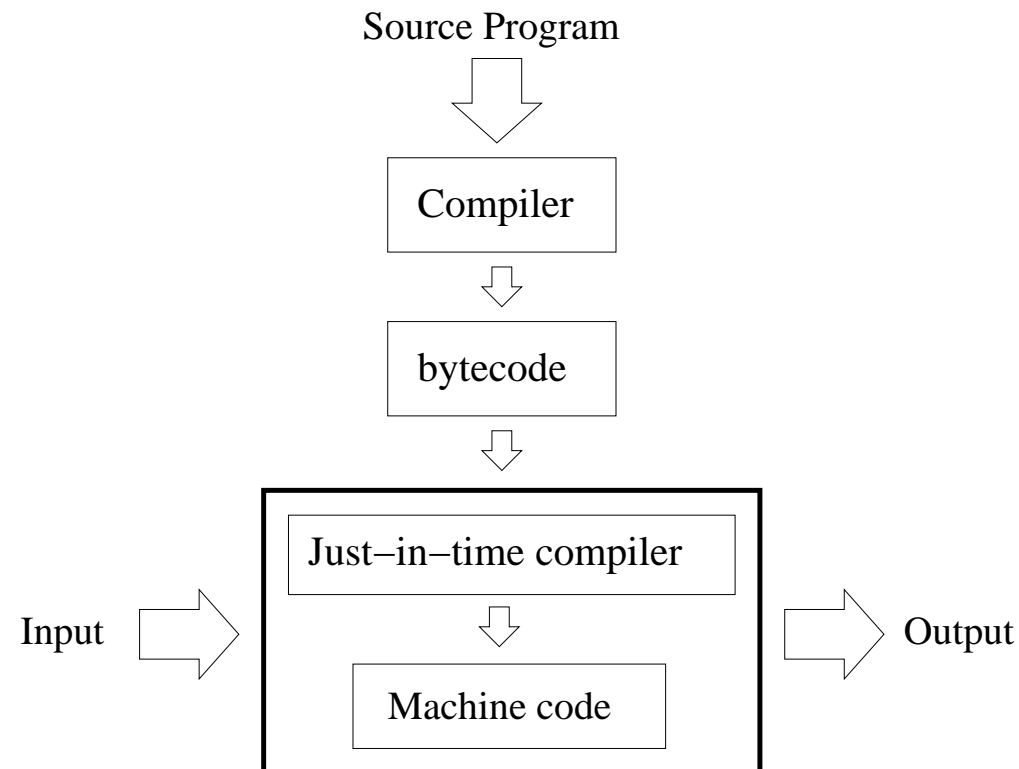 Source Program
Compiler
bytecode
Just−in−time compiler
Input
Output
Machine code